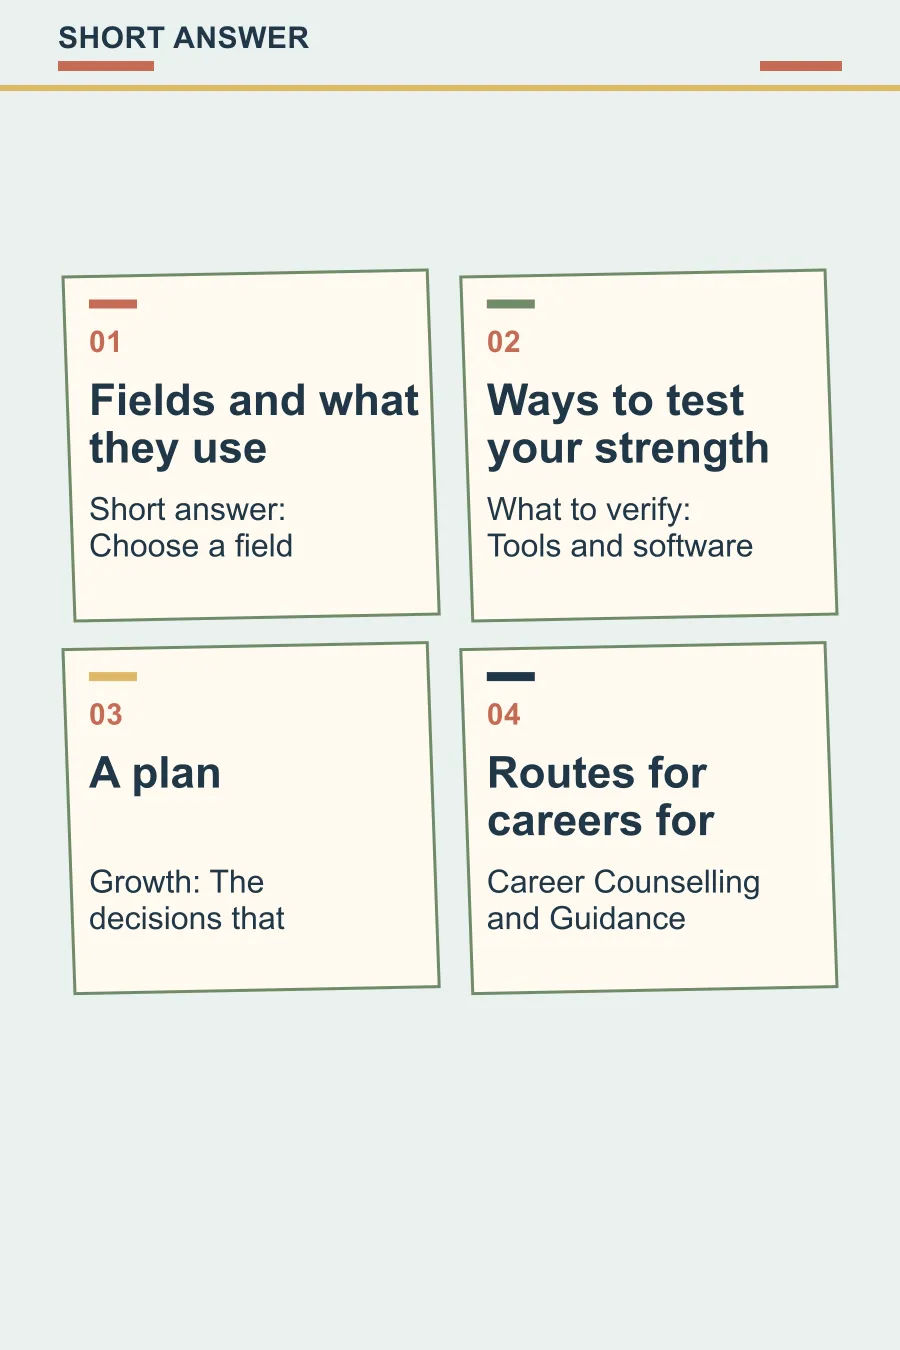 SHORT ANSWER
01
Fields and what
they use
Short answer:
Choose a field
02
Ways to test
your strength
What to verify:
Tools and software
03
A plan
Growth: The
decisions that
04
Routes for
careers for
Career Counselling
and Guidance